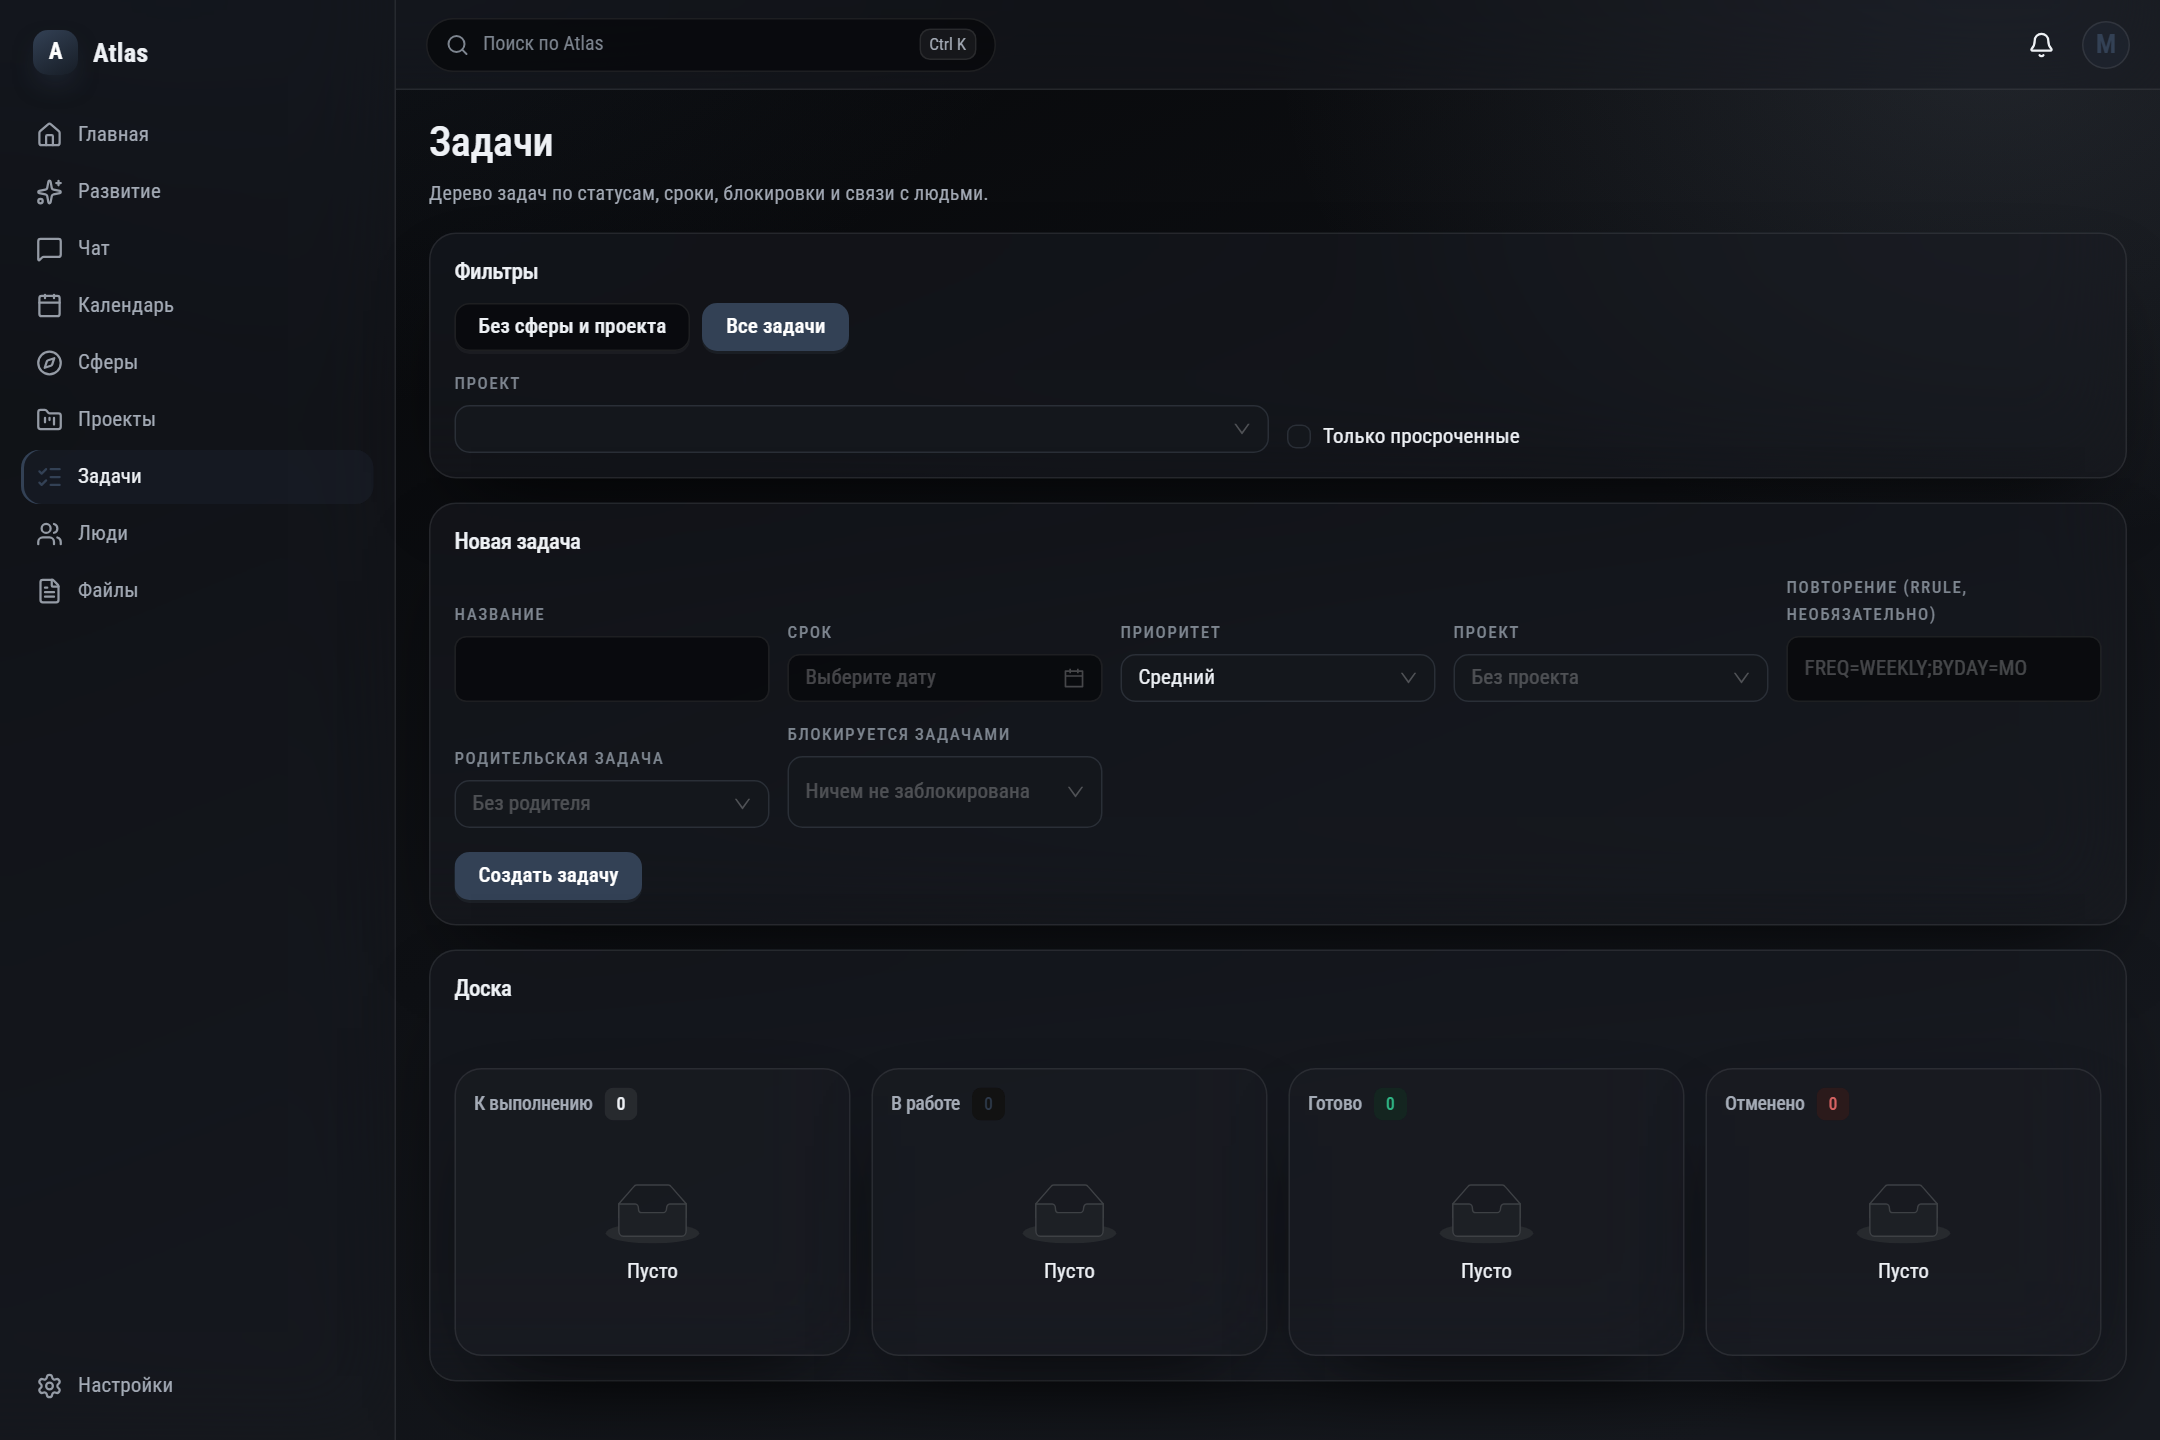 A Atlas
Главная
Развитие
Чат
Календарь
Сферы
Проекты
Задачи
Люди
Файлы
Настройки
Поиск по Atlas
Ctrl K
M
Задачи
Дерево задач по статусам, сроки, блокировки и связи с людьми.
Фильтры
Без сферы и проекта
Все задачи
ПРОЕКТ
Только просроченные
Новая задача
НАЗВАНИЕ
СРОК
Выберите дату
ПРИОРИТЕТ
Средний
ПРОЕКТ
Без проекта
ПОВТОРЕНИЕ (RRULE,
НЕОБЯЗАТЕЛЬНО)
FREQ=WEEKLY;BYDAY=MO
РОДИТЕЛЬСКАЯ ЗАДАЧА
Без родителя
БЛОКИРУЕТСЯ ЗАДАЧАМИ
Ничем не заблокирована
Создать задачу
Доска
К выполнению 0
Пусто
В работе 0
Пусто
Готово 0
Пусто
Отменено 0
Пусто